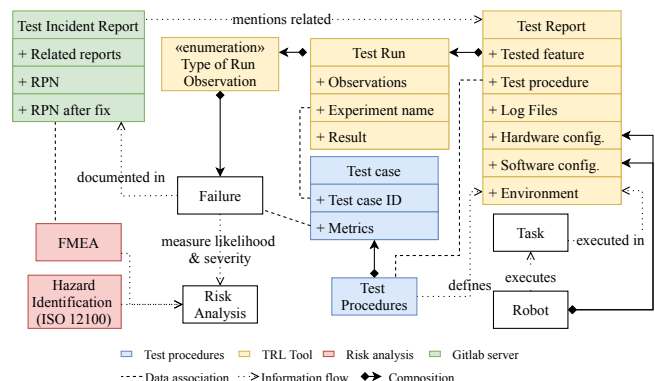 Test Incident Report
+ Related reports
+ RPN
+ RPN after fix
mentions related
«enumeration»
Type of Run
Observation
Test Run
+ Observations
+ Experiment name
+ Result
Test Report
+ Tested feature
+ Test procedure
+ Log Files
+ Hardware config.
+ Software config.
+ Environment
documented in
Failure
Test case
+ Test case ID
+ Metrics
FMEA
measure likelihood
& severity
Task
executed in
Hazard
Identification
(ISO 12100)
Risk
Analysis
Test
Procedures
defines
executes
Robot
Test procedures
TRL Tool
Risk analysis
Gitlab server
Data association
Information flow
Composition